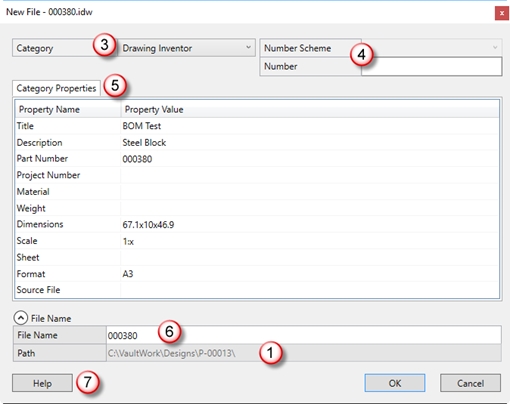 New File - 000380.idw x
Category 3 Drawing Inventor Number Scheme 4
Number
Category Properties 5
Property Name Property Value
Title BOM Test
Description Steel Block
Part Number 000380
Project Number
Material
Weight
Dimensions 67.1x10x46.9
Scale 1:x
Sheet
Format A3
Source File
File Name
File Name 000380 6
Path C:\VaultWork\Designs\P-00013\ 1
Help 7 OK Cancel